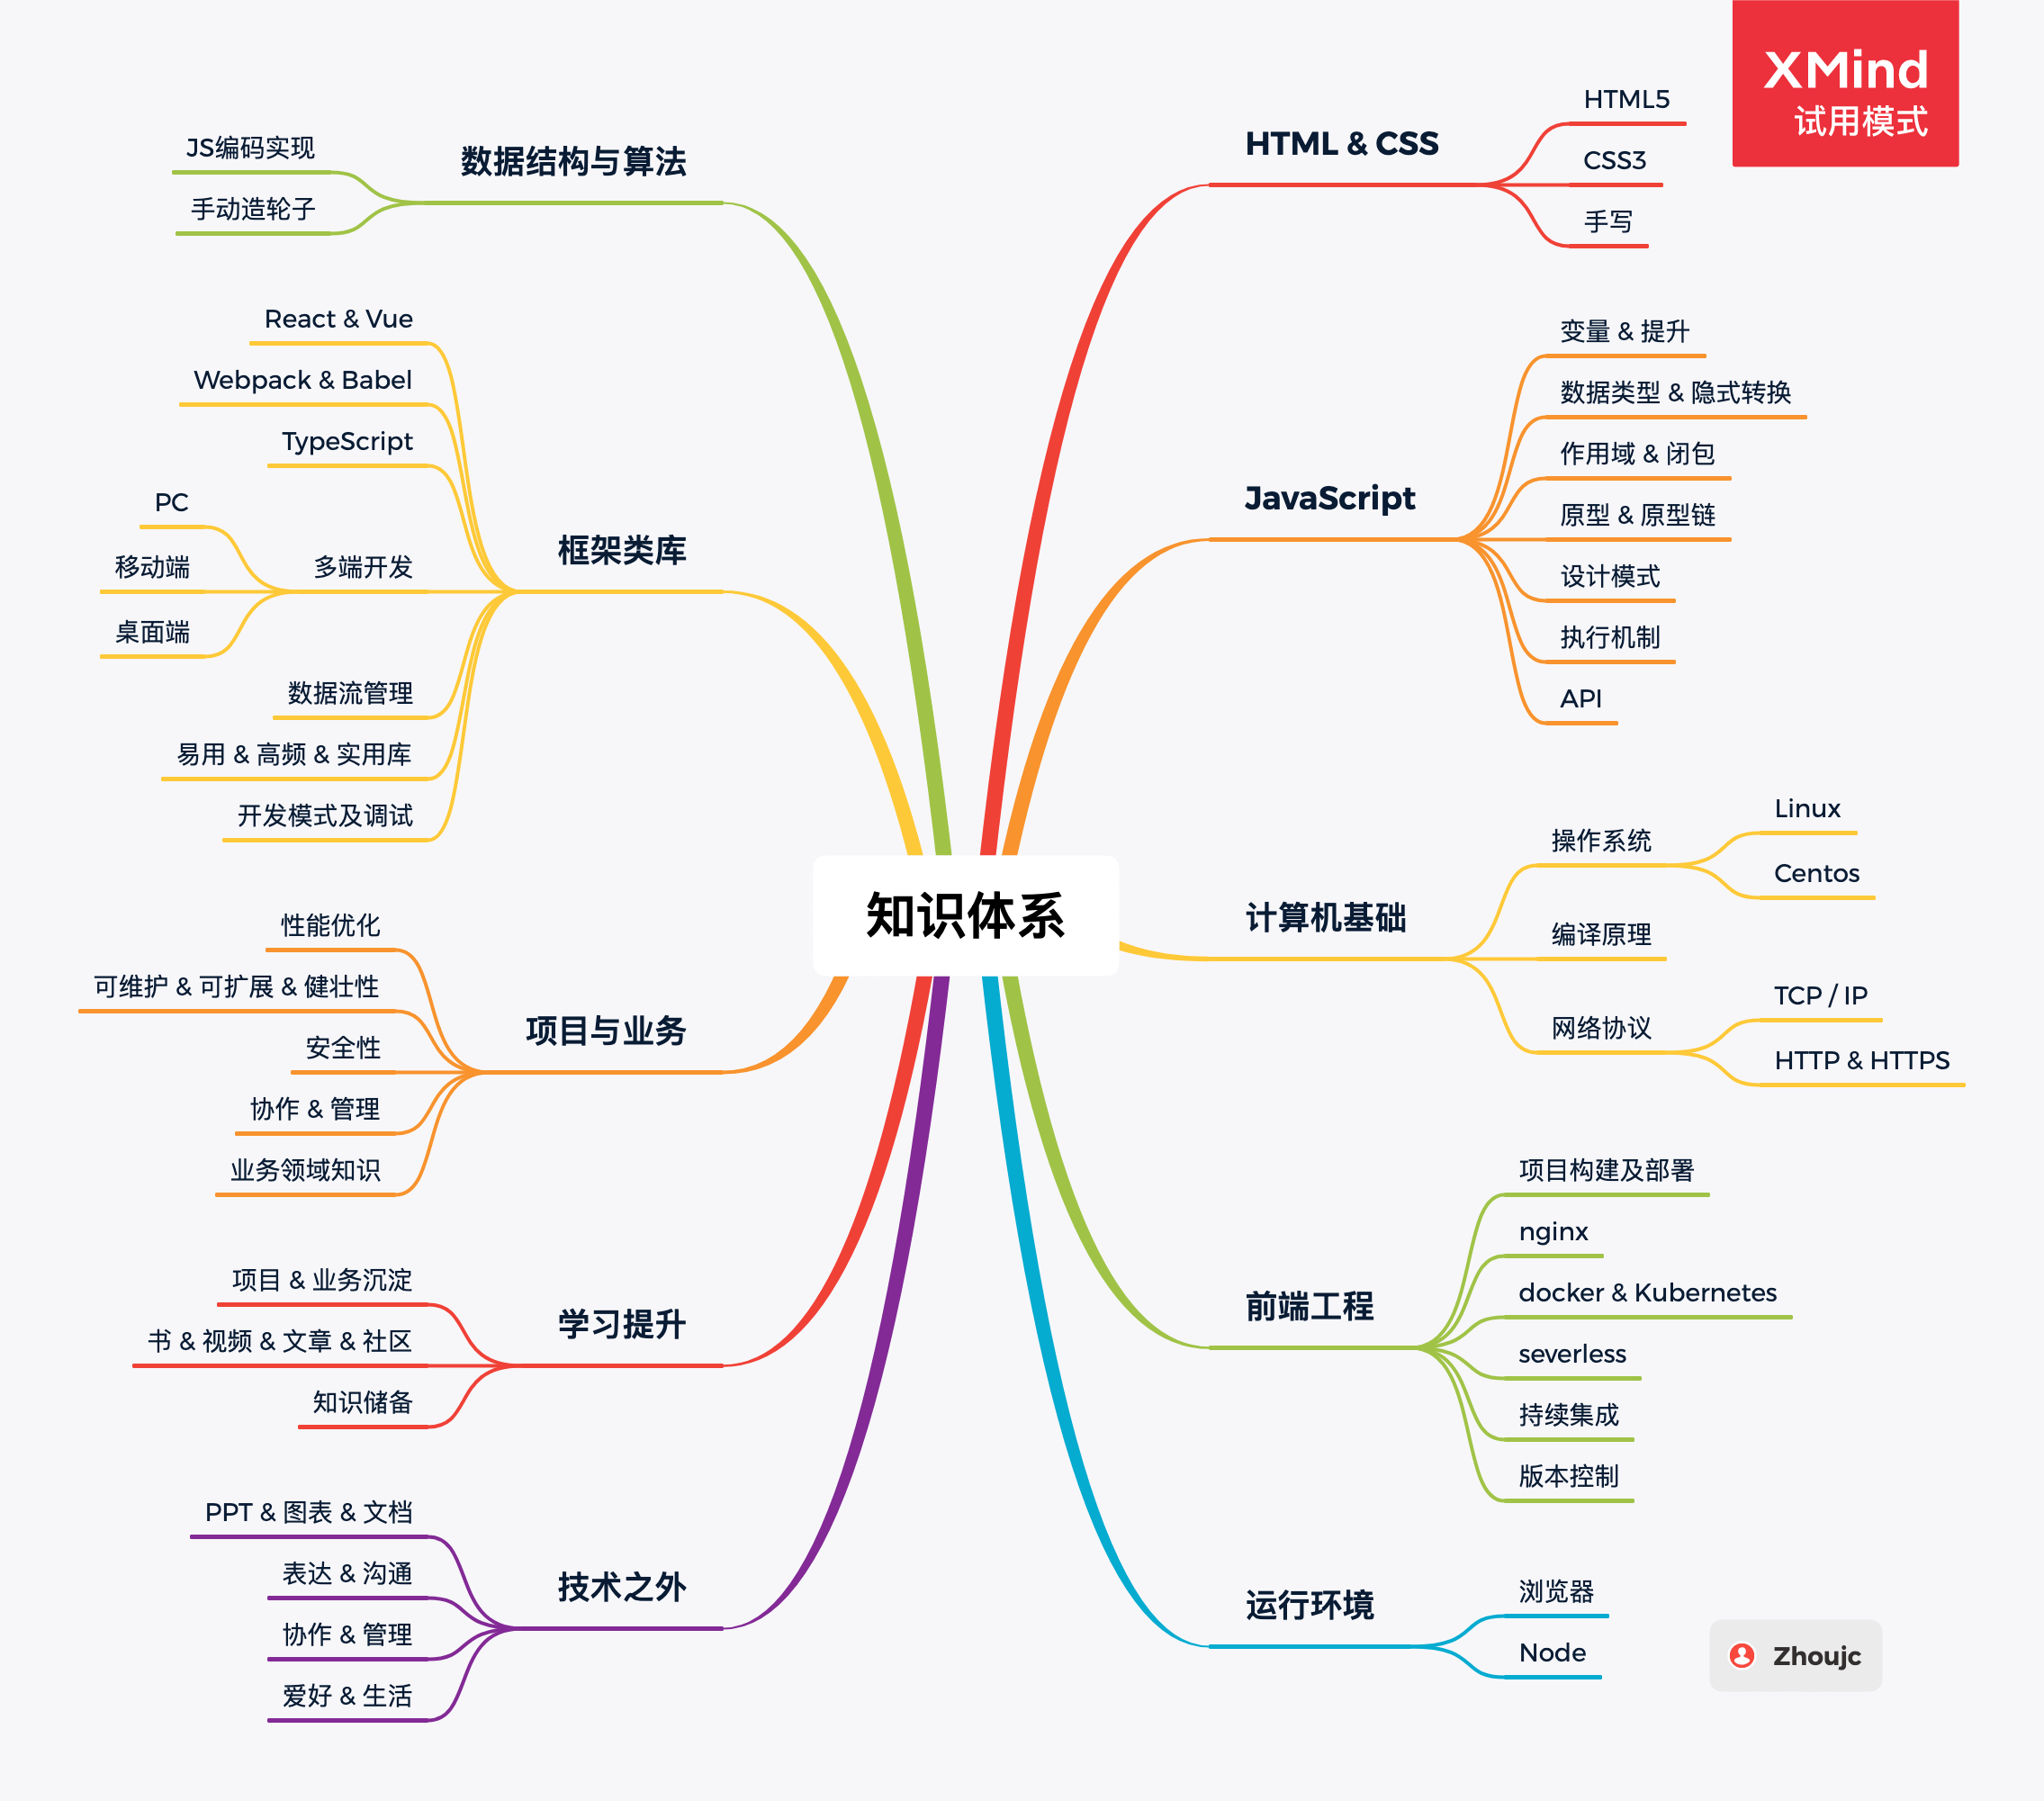 XMind
试用模式
知识体系
HTML & CSS
HTML5
CSS3
手写
JavaScript
变量 & 提升
数据类型 & 隐式转换
作用域 & 闭包
原型 & 原型链
设计模式
执行机制
API
计算机基础
操作系统
Linux
Centos
编译原理
网络协议
TCP / IP
HTTP & HTTPS
前端工程
项目构建及部署
nginx
docker & Kubernetes
severless
持续集成
版本控制
运行环境
浏览器
Node
数据结构与算法
JS编码实现
手动造轮子
框架类库
React & Vue
Webpack & Babel
TypeScript
多端开发
PC
移动端
桌面端
数据流管理
易用 & 高频 & 实用库
开发模式及调试
项目与业务
性能优化
可维护 & 可扩展 & 健壮性
安全性
协作 & 管理
业务领域知识
学习提升
项目 & 业务沉淀
书 & 视频 & 文章 & 社区
知识储备
技术之外
PPT & 图表 & 文档
表达 & 沟通
协作 & 管理
爱好 & 生活
Zhoujc